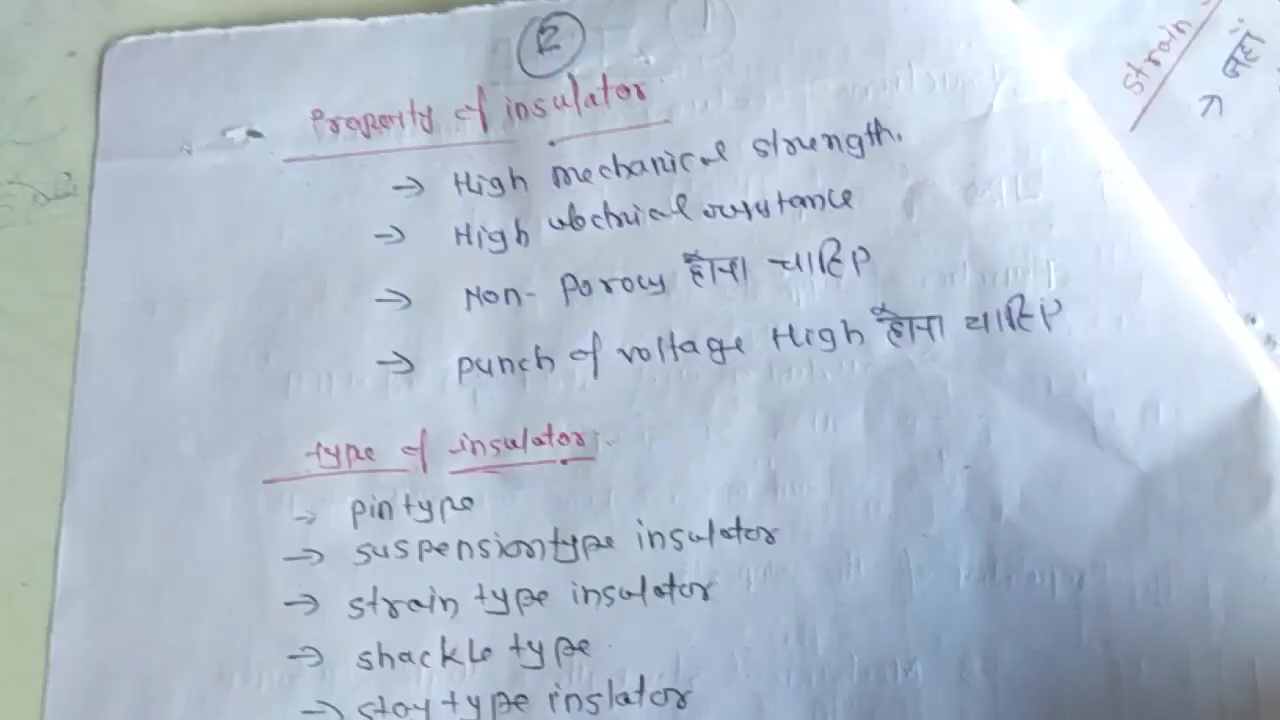 2
Property of insulator
→ High mechanical strength.
→ High electrical resistance
→ Non-Porous होना चाहिए
→ punch of voltage High होना चाहिए
type of insulator
→ pin type
→ suspension type insulator
→ strain type insulator
→ shackle type
→ stay type inslator
strain
→ जहाँ